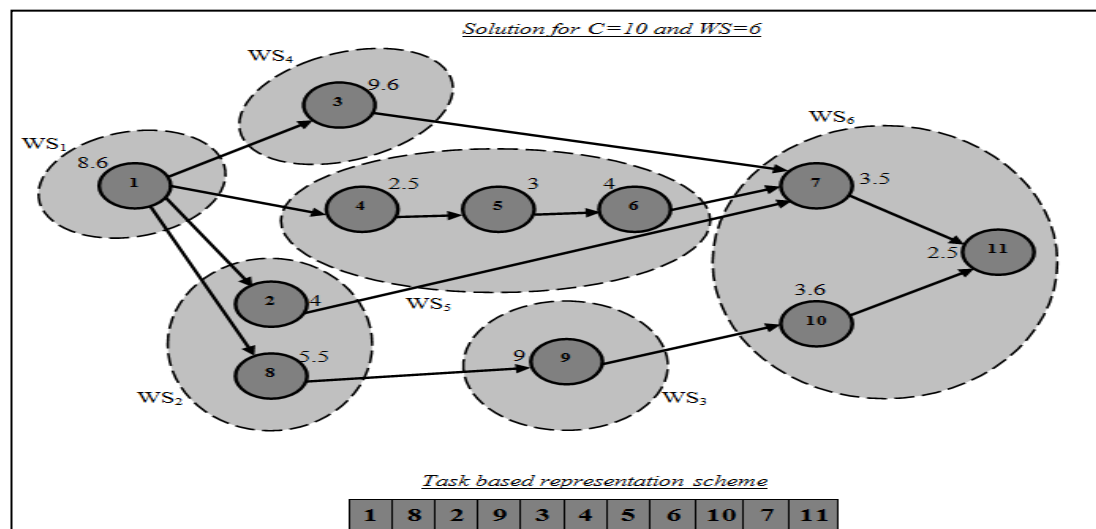 Solution for C=10 and WS=6
WS₄
9.6
3
WS₁
8.6
1
WS₆
2.5
3
4
4
5
6
7
3.5
11
2.5
WS₅
2
4
3.6
10
8
5.5
9
9
WS₂
WS₃
Task based representation scheme
1 8 2 9 3 4 5 6 10 7 11